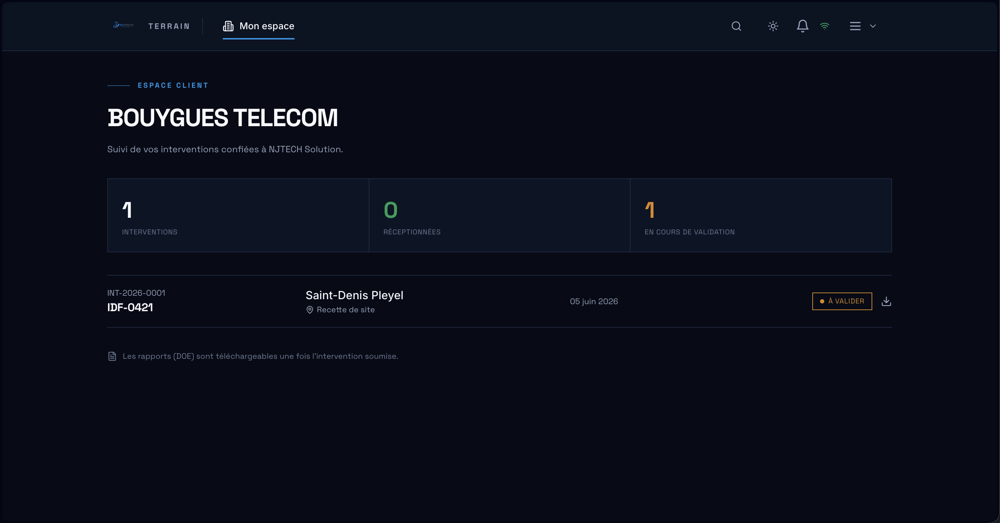 NJTECH TERRAIN Mon espace
ESPACE CLIENT
BOUYGUES TELECOM
Suivi de vos interventions confiées à NJTECH Solution.
1 0 1
INTERVENTIONS RÉCEPTIONNÉES EN COURS DE VALIDATION
INT-2026-0001
IDF-0421
Saint-Denis Pleyel
Recette de site
05 juin 2026
À VALIDER
Les rapports (DOE) sont téléchargeables une fois l'intervention soumise.